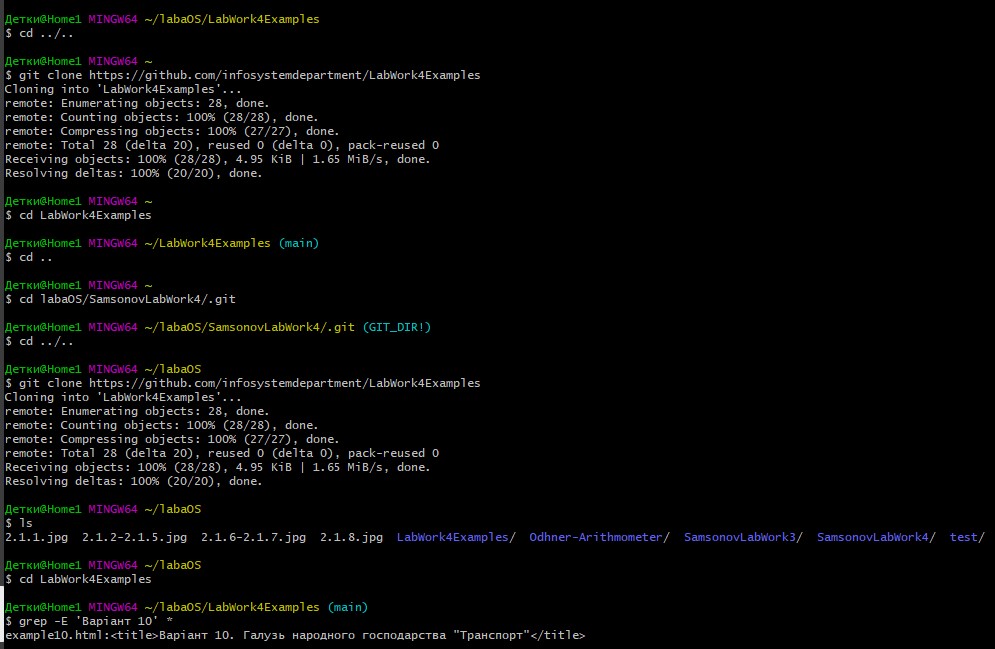 Детки@Home1 MINGW64 ~/labaOS/LabWork4Examples
$ cd ../..
Детки@Home1 MINGW64 ~
$ git clone https://github.com/infosystemdepartment/LabWork4Examples
Cloning into 'LabWork4Examples'...
remote: Enumerating objects: 28, done.
remote: Counting objects: 100% (28/28), done.
remote: Compressing objects: 100% (27/27), done.
remote: Total 28 (delta 20), reused 0 (delta 0), pack-reused 0
Receiving objects: 100% (28/28), 4.95 KiB | 1.65 MiB/s, done.
Resolving deltas: 100% (20/20), done.
Детки@Home1 MINGW64 ~
$ cd LabWork4Examples
Детки@Home1 MINGW64 ~/LabWork4Examples (main)
$ cd ..
Детки@Home1 MINGW64 ~
$ cd labaOS/SamsonovLabWork4/.git
Детки@Home1 MINGW64 ~/labaOS/SamsonovLabWork4/.git (GIT_DIR!)
$ cd ../..
Детки@Home1 MINGW64 ~/labaOS
$ git clone https://github.com/infosystemdepartment/LabWork4Examples
Cloning into 'LabWork4Examples'...
remote: Enumerating objects: 28, done.
remote: Counting objects: 100% (28/28), done.
remote: Compressing objects: 100% (27/27), done.
remote: Total 28 (delta 20), reused 0 (delta 0), pack-reused 0
Receiving objects: 100% (28/28), 4.95 KiB | 1.65 MiB/s, done.
Resolving deltas: 100% (20/20), done.
Детки@Home1 MINGW64 ~/labaOS
$ ls
2.1.1.jpg 2.1.2-2.1.5.jpg 2.1.6-2.1.7.jpg 2.1.8.jpg LabWork4Examples/ Odhner-Arithmometer/ SamsonovLabWork3/ SamsonovLabWork4/ test/
Детки@Home1 MINGW64 ~/labaOS
$ cd LabWork4Examples
Детки@Home1 MINGW64 ~/labaOS/LabWork4Examples (main)
$ grep -E 'Варіант 10' *
example10.html:<title>Варіант 10. Галузь народного господарства "Транспорт"</title>